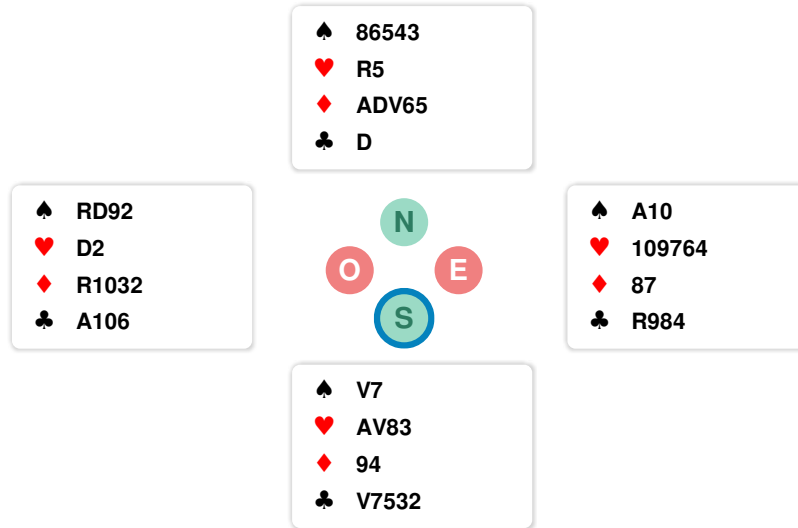 ♠ 86543
♥ R5
♦ ADV65
♣ D
♠ RD92
♥ D2
♦ R1032
♣ A106
N
O E
S
♠ A10
♥ 109764
♦ 87
♣ R984
♠ V7
♥ AV83
♦ 94
♣ V7532